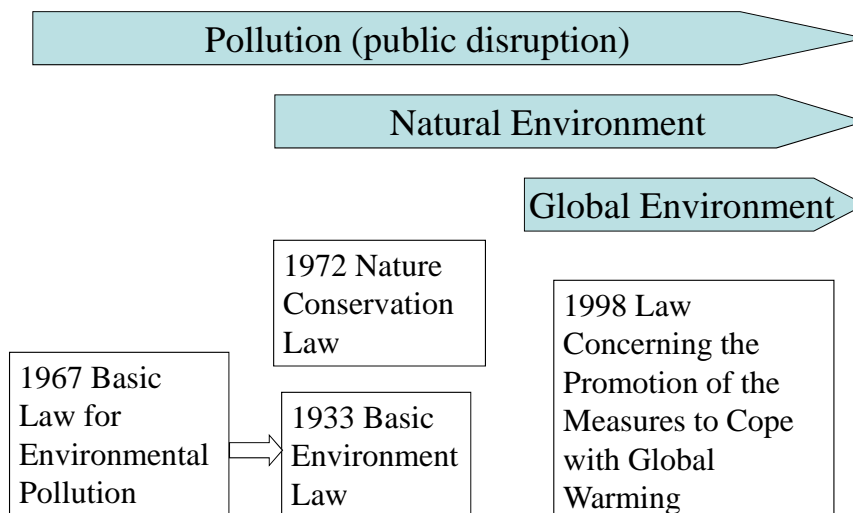 Pollution (public disruption)
Natural Environment
Global Environment
1972 Nature
Conservation
Law
1998 Law
Concerning the
Promotion of the
Measures to Cope
with Global
Warming
1967 Basic
Law for
Environmental
Pollution
1933 Basic
Environment
Law